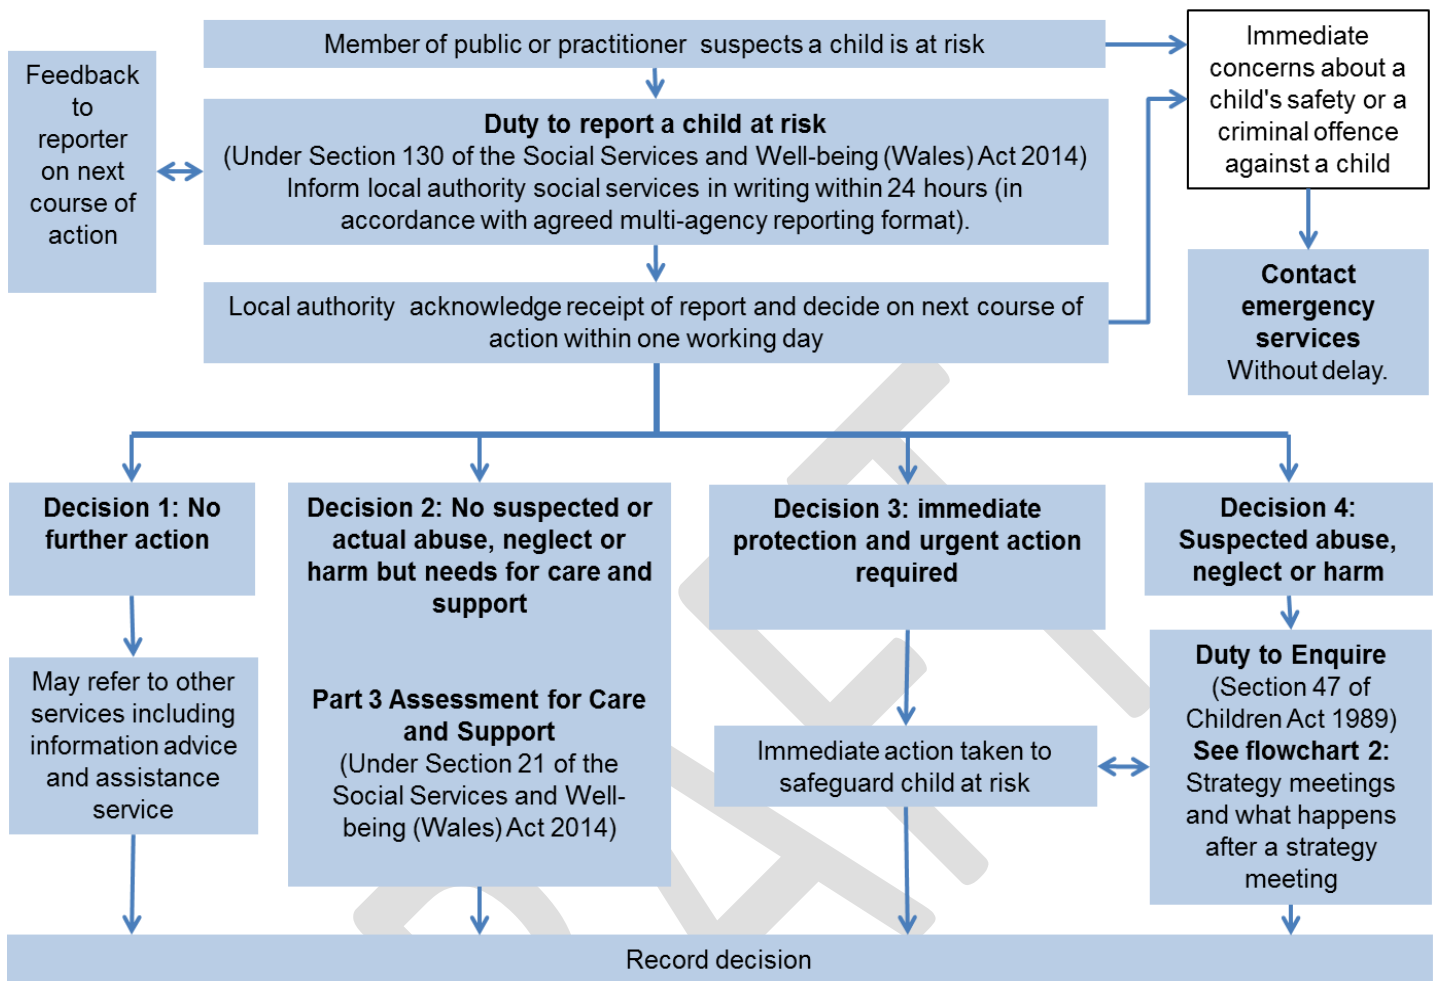 Member of public or practitioner suspects a child is at risk
Immediate
concerns about a
child's safety or a
criminal offence
against a child
Feedback
to
reporter
on next
course of
action
Duty to report a child at risk
(Under Section 130 of the Social Services and Well-being (Wales) Act 2014)
Inform local authority social services in writing within 24 hours (in
accordance with agreed multi-agency reporting format).
Local authority acknowledge receipt of report and decide on next course of
action within one working day
Contact
emergency
services
Without delay.
Decision 1: No
further action
May refer to other
services including
information advice
and assistance
service
Decision 2: No suspected or
actual abuse, neglect or
harm but needs for care and
support
Part 3 Assessment for Care
and Support
(Under Section 21 of the
Social Services and Well-
being (Wales) Act 2014)
Decision 3: immediate
protection and urgent action
required
Immediate action taken to
safeguard child at risk
Decision 4:
Suspected abuse,
neglect or harm
Duty to Enquire
(Section 47 of
Children Act 1989)
See flowchart 2:
Strategy meetings
and what happens
after a strategy
meeting
Record decision
DRAFT